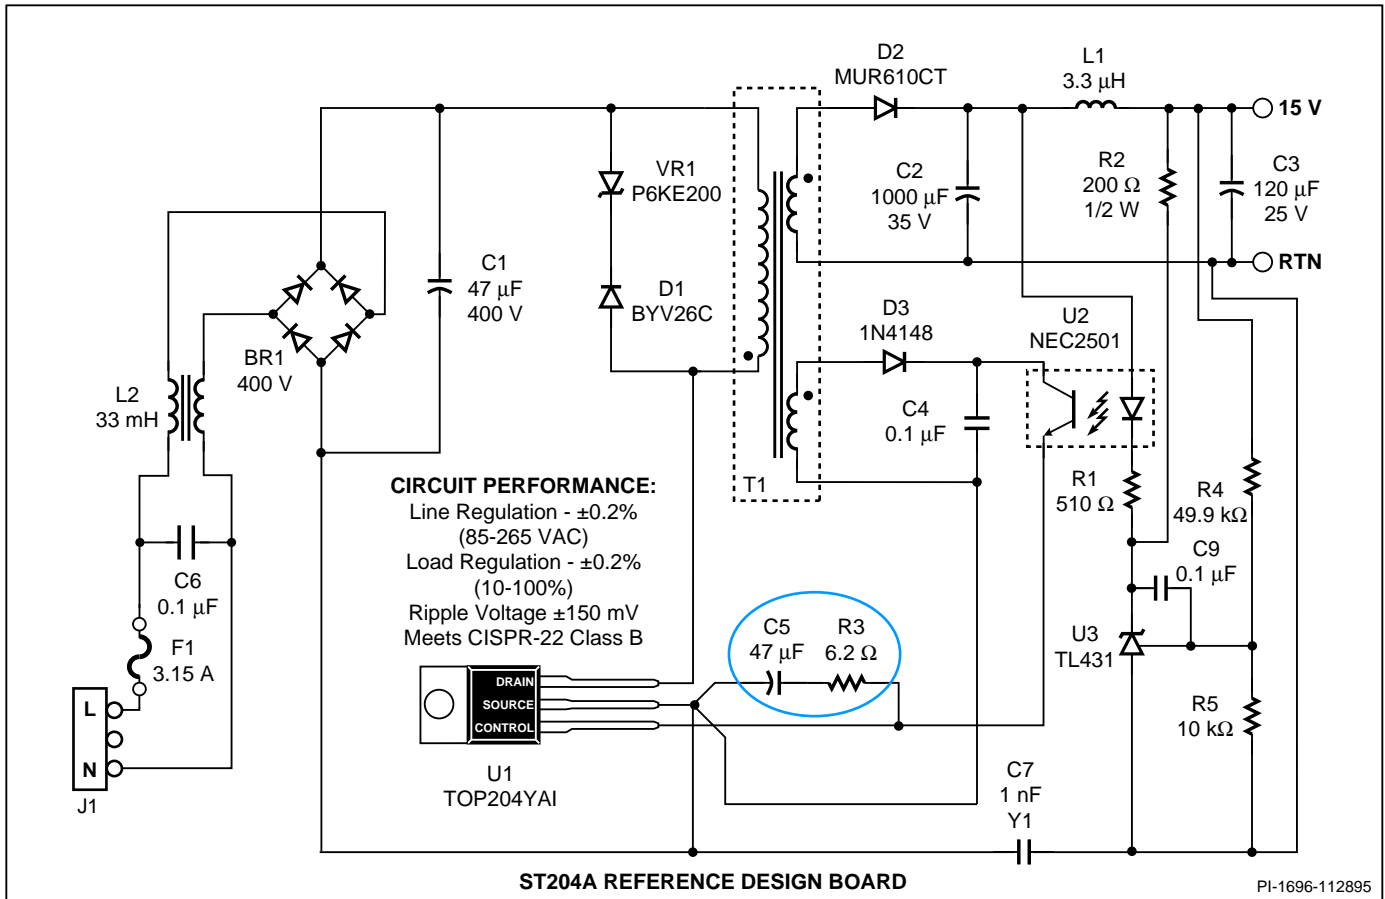 D2
MUR610CT
L1
3.3 µH
15 V
VR1
P6KE200
C2
1000 µF
35 V
R2
200 Ω
1/2 W
C3
120 µF
25 V
RTN
C1
47 µF
400 V
D1
BYV26C
D3
1N4148
U2
NEC2501
BR1
400 V
L2
33 mH
C4
0.1 µF
T1
R1
510 Ω
R4
49.9 kΩ
CIRCUIT PERFORMANCE:
Line Regulation - ±0.2%
(85-265 VAC)
Load Regulation - ±0.2%
(10-100%)
Ripple Voltage ±150 mV
Meets CISPR-22 Class B
C9
0.1 µF
C6
0.1 µF
F1
3.15 A
C5
47 µF
R3
6.2 Ω
U3
TL431
DRAIN
SOURCE
CONTROL
R5
10 kΩ
L
N
J1
U1
TOP204YAI
C7
1 nF
Y1
ST204A REFERENCE DESIGN BOARD
PI-1696-112895